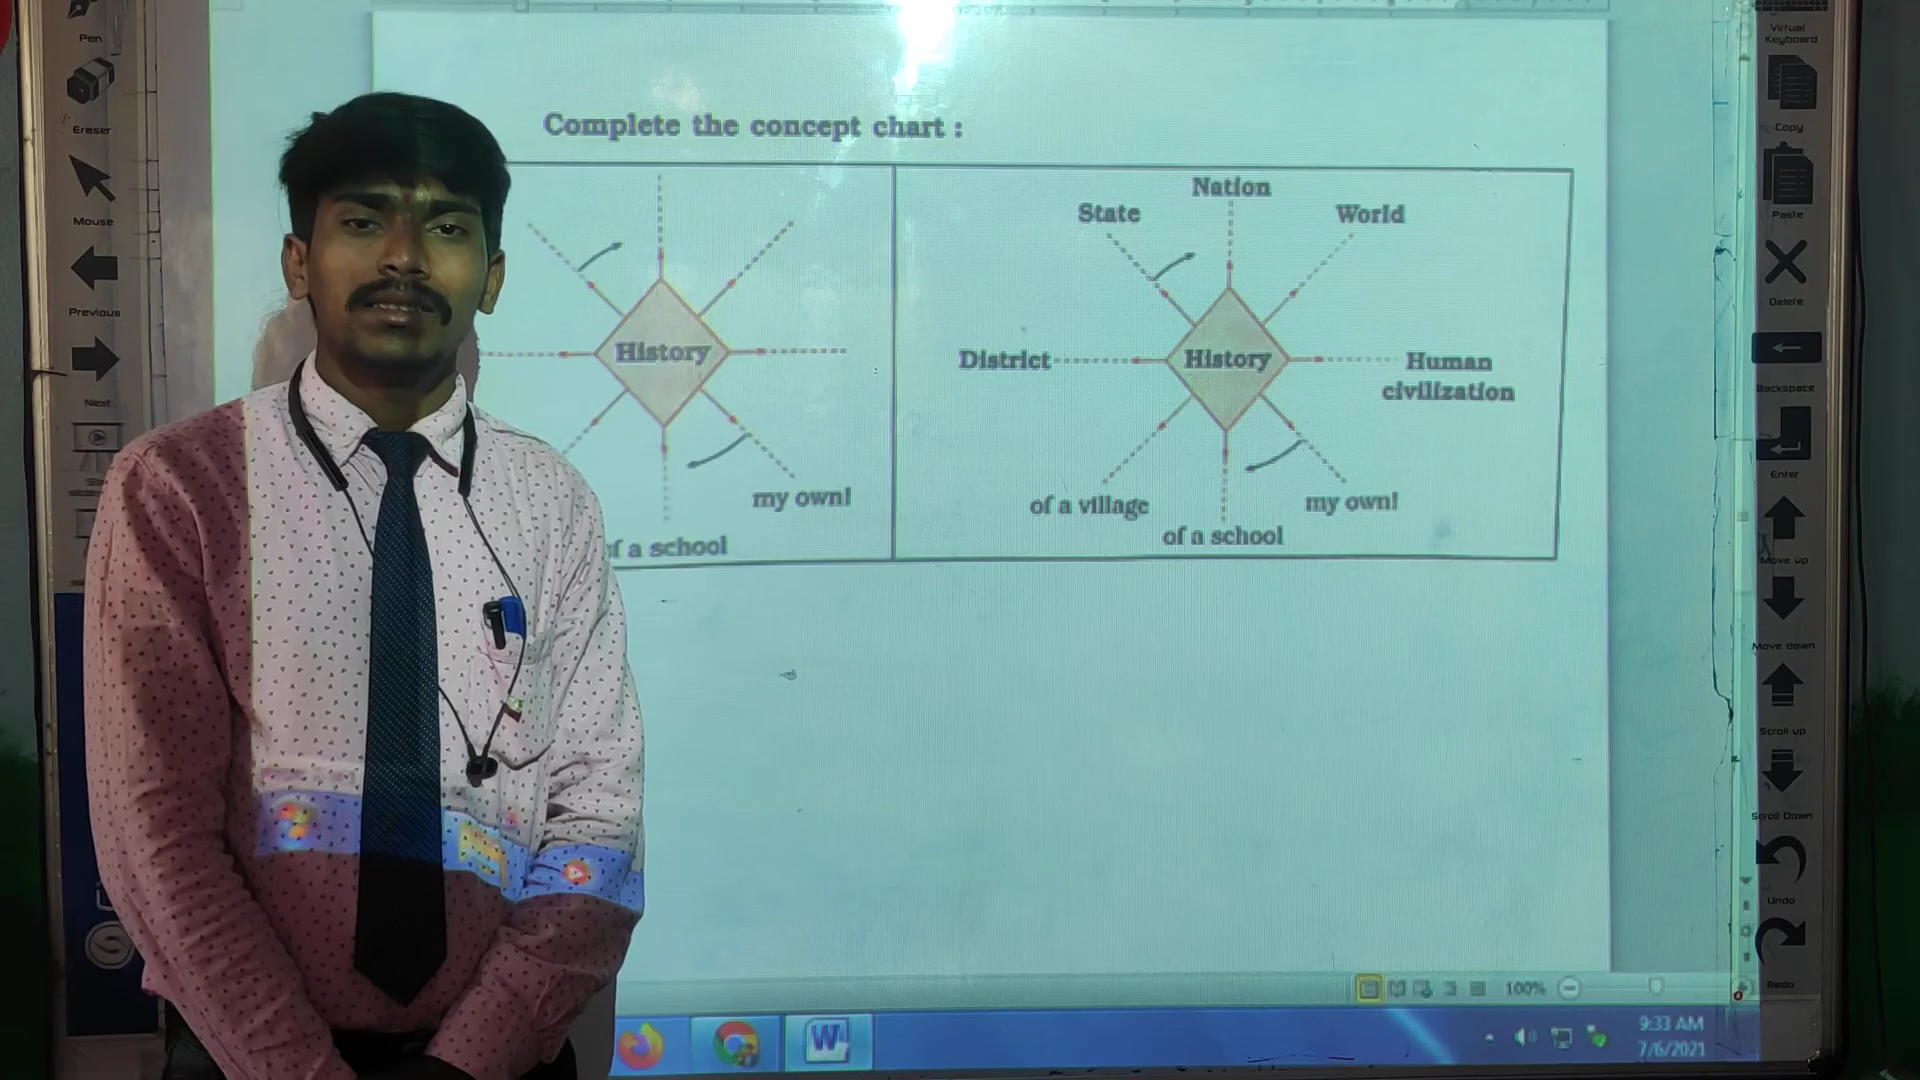 Pen
Eraser
Mouse
Previous
Next
Complete the concept chart :
History
my own!
f a school
Nation
State
World
District
History
Human
civilization
of a village
of a school
my own!
Virtual
Keyboard
Copy
Paste
Delete
Backspace
Enter
Move up
Move down
Scroll up
Scroll Down
Undo
Redo
100%
W
9:33 AM
7/6/2021